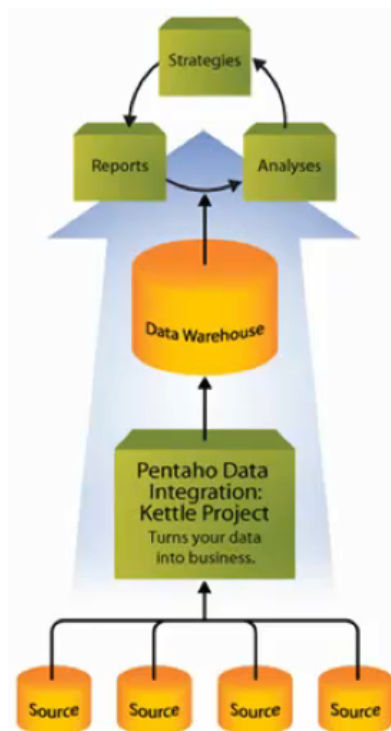 Strategies
Reports
Analyses
Data Warehouse
Pentaho Data
Integration:
Kettle Project
Turns your data
into business.
Source
Source
Source
Source